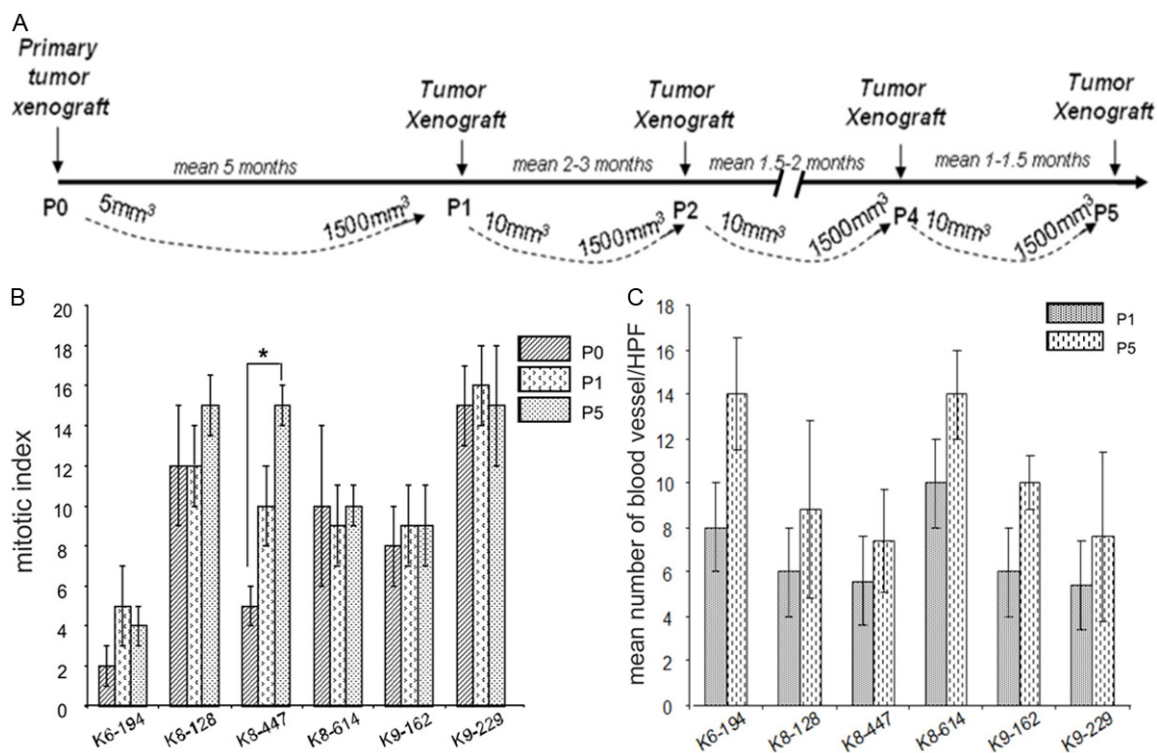 A
Primary
tumor
xenograft
Tumor
Xenograft
Tumor
Xenograft
Tumor
Xenograft
Tumor
Xenograft
mean 5 months
mean 2-3 months
mean 1.5-2 months
mean 1-1.5 months
P0
5mm³
1500mm³
P1
10mm³
1500mm³
P2
10mm³
1500mm³
P4
10mm³
1500mm³
P5
B
mitotic index
20
18
16
14
12
10
8
6
4
2
0
*
P0
P1
P5
K6-194
K8-128
K8-447
K8-614
K9-162
K9-229
C
mean number of blood vessel/HPF
18
16
14
12
10
8
6
4
2
0
P1
P5
K6-194
K8-128
K8-447
K8-614
K9-162
K9-229